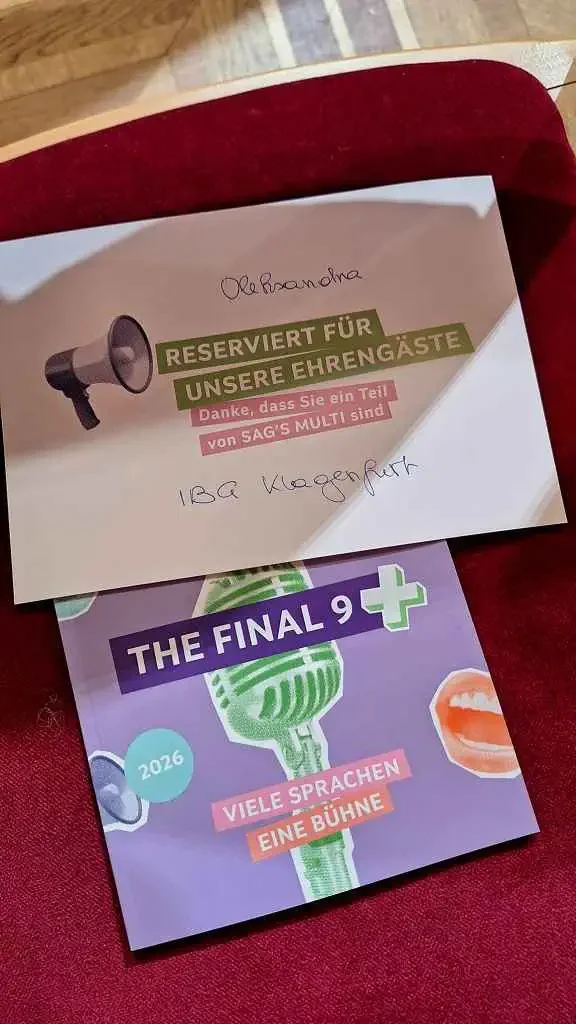 Oleksandra
RESERVIERT FÜR
UNSERE EHRENGÄSTE
Danke, dass Sie ein Teil
von SAG'S MULTI sind
IBG Klagenfurt
THE FINAL 9+
2026
VIELE SPRACHEN
EINE BÜHNE